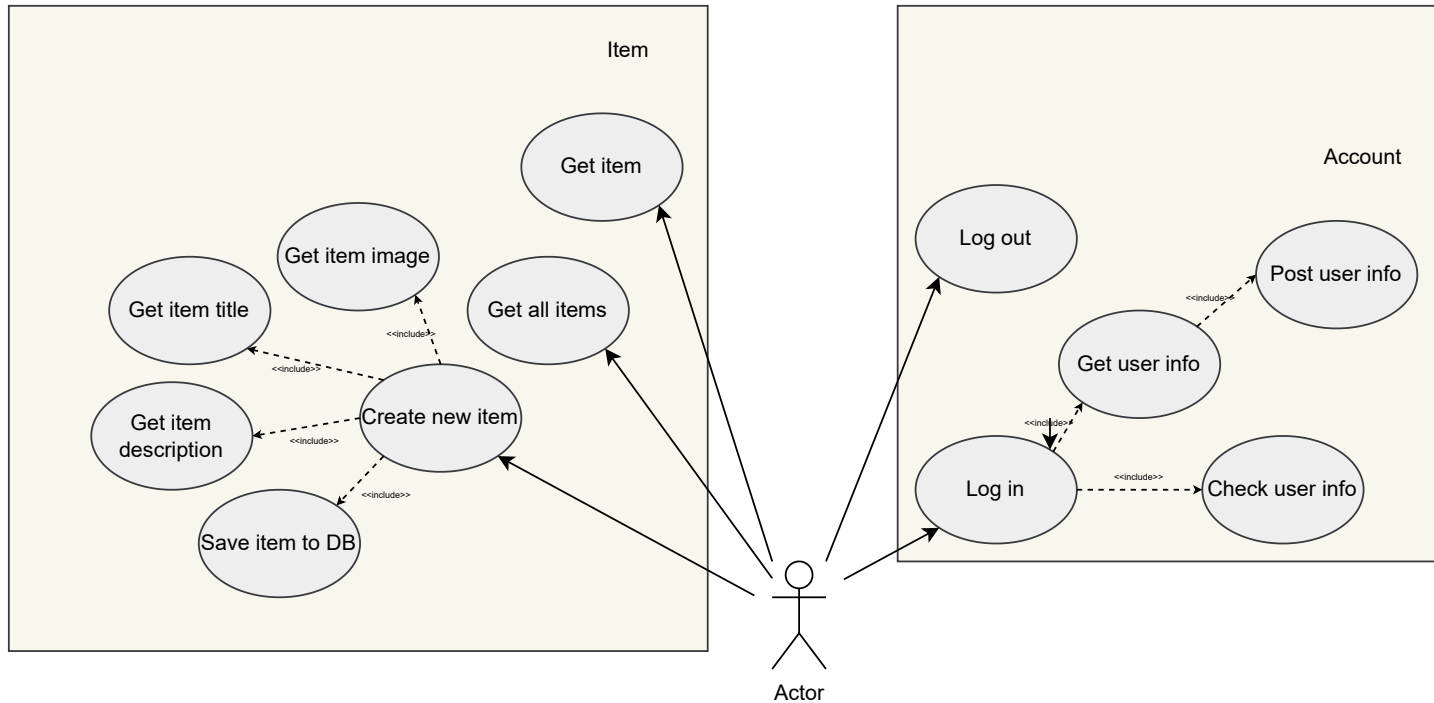 Item
Get item
Get item image
Get item title
Get all items
<<include>>
<<include>>
Create new item
Get item
description
<<include>>
<<include>>
Save item to DB
Account
Log out
Post user info
<<include>>
Get user info
<<include>>
Log in
<<include>>
Check user info
Actor